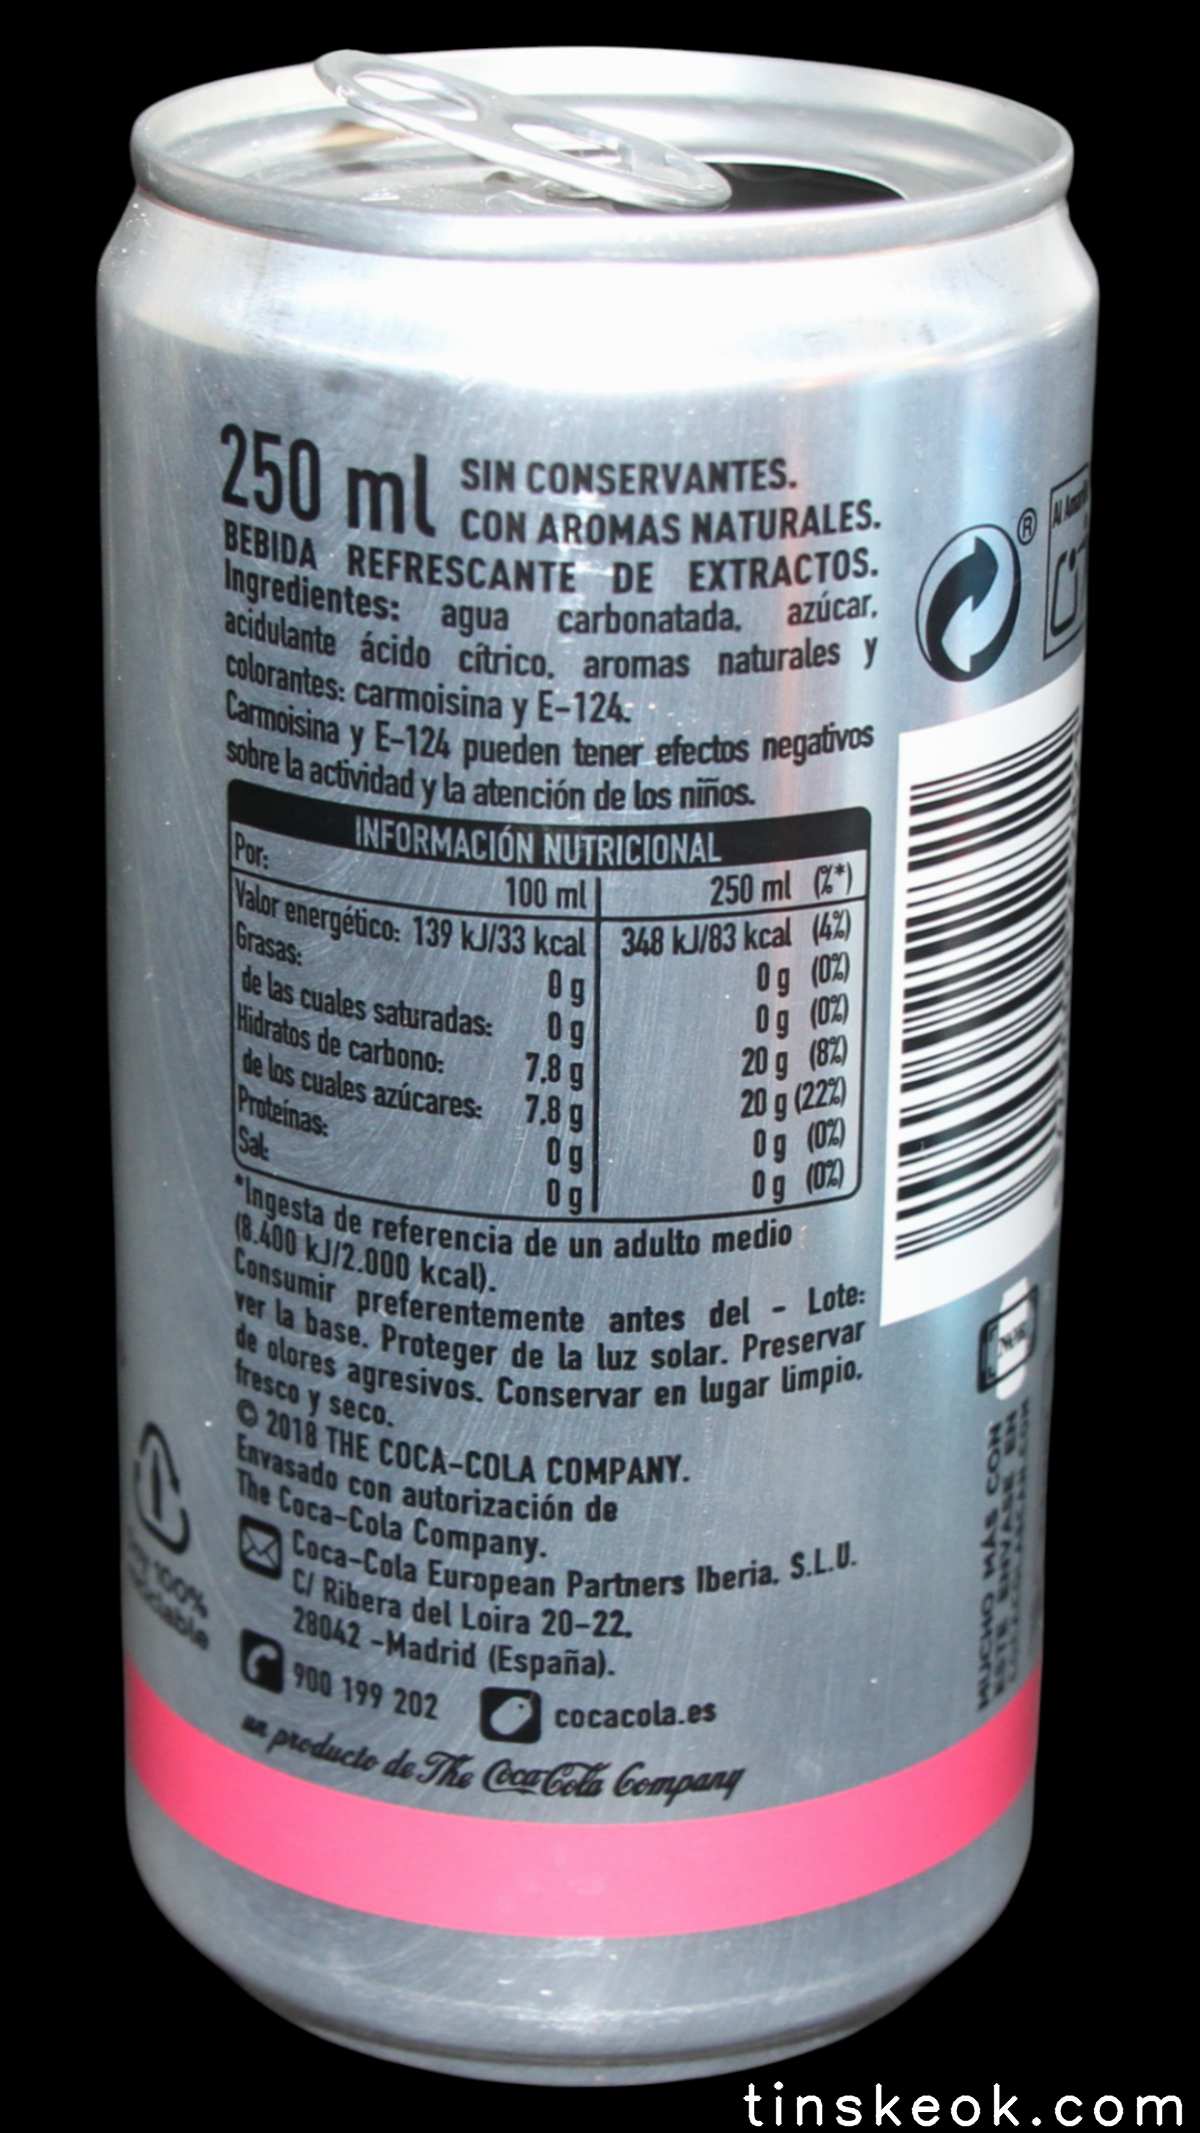 250 ml
SIN CONSERVANTES.
CON AROMAS NATURALES.
BEBIDA REFRESCANTE DE EXTRACTOS.
Ingredientes: agua carbonatada, azúcar,
acidulante ácido cítrico, aromas naturales y
colorantes: carmoisina y E-124.
Carmoisina y E-124 pueden tener efectos negativos
sobre la actividad y la atención de los niños.
INFORMACIÓN NUTRICIONAL
Por: 100 ml 250 ml (%*)
Valor energético: 139 kJ/33 kcal 348 kJ/83 kcal (4%)
Grasas: 0 g 0 g (0%)
de las cuales saturadas: 0 g 0 g (0%)
Hidratos de carbono: 7,8 g 20 g (8%)
de los cuales azúcares: 7,8 g 20 g (22%)
Proteínas: 0 g 0 g (0%)
Sal: 0 g 0 g (0%)
*Ingesta de referencia de un adulto medio
(8.400 kJ/2.000 kcal).
Consumir preferentemente antes del - Lote:
ver la base. Proteger de la luz solar. Preservar
de olores agresivos. Conservar en lugar limpio,
fresco y seco.
© 2018 THE COCA-COLA COMPANY.
Envasado con autorización de
The Coca-Cola Company.
Coca-Cola European Partners Iberia, S.L.U.
C/ Ribera del Loira 20-22.
28042 -Madrid (España).
900 199 202 cocacola.es
un producto de The Coca-Cola Company
®
Al
100%
MUCHO MÁS CON
ESTE ENVASE EN
tinskeok.com